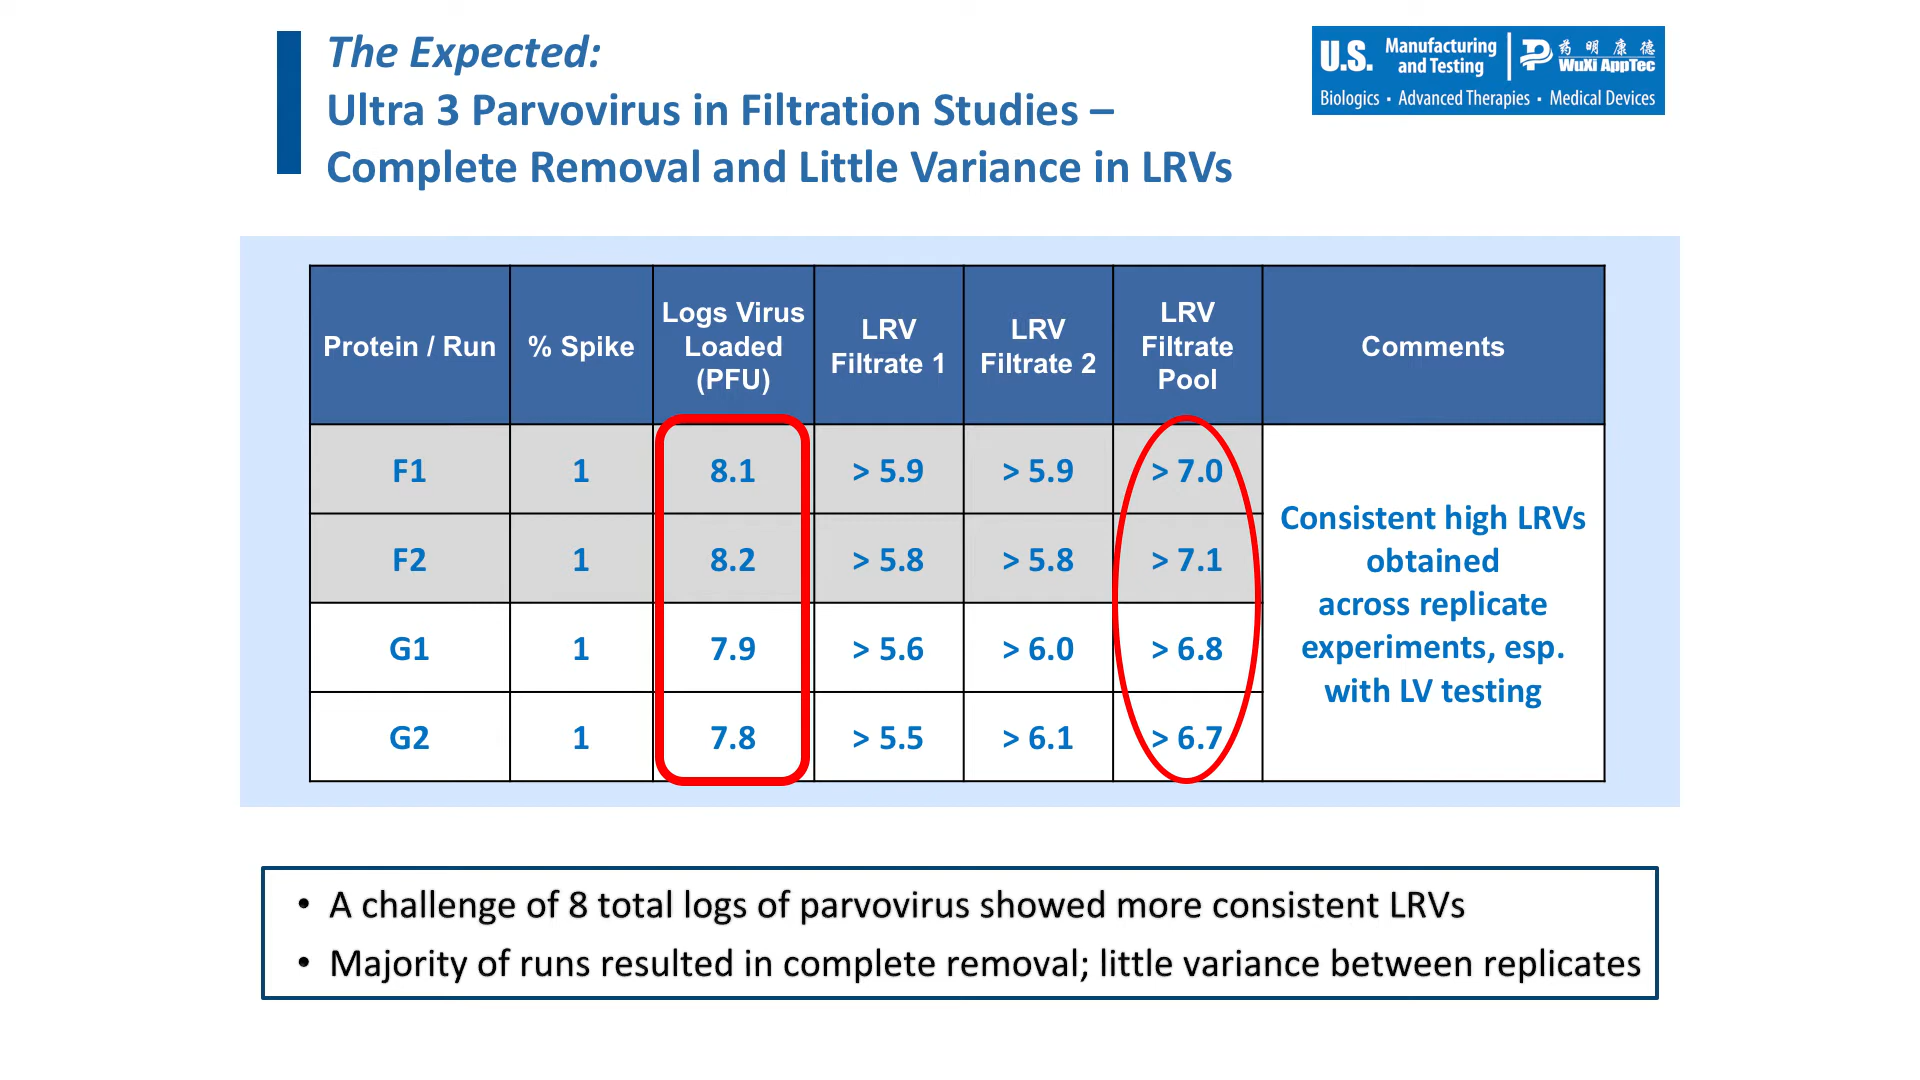 The Expected:
Ultra 3 Parvovirus in Filtration Studies –
Complete Removal and Little Variance in LRVs
U.S. Manufacturing and Testing
药明康德
WuXi AppTec
Biologics • Advanced Therapies • Medical Devices
Protein / Run % Spike Logs Virus Loaded (PFU) LRV Filtrate 1 LRV Filtrate 2 LRV Filtrate Pool Comments
F1 1 8.1 > 5.9 > 5.9 > 7.0
F2 1 8.2 > 5.8 > 5.8 > 7.1
G1 1 7.9 > 5.6 > 6.0 > 6.8
G2 1 7.8 > 5.5 > 6.1 > 6.7
Consistent high LRVs
obtained
across replicate
experiments, esp.
with LV testing
• A challenge of 8 total logs of parvovirus showed more consistent LRVs
• Majority of runs resulted in complete removal; little variance between replicates